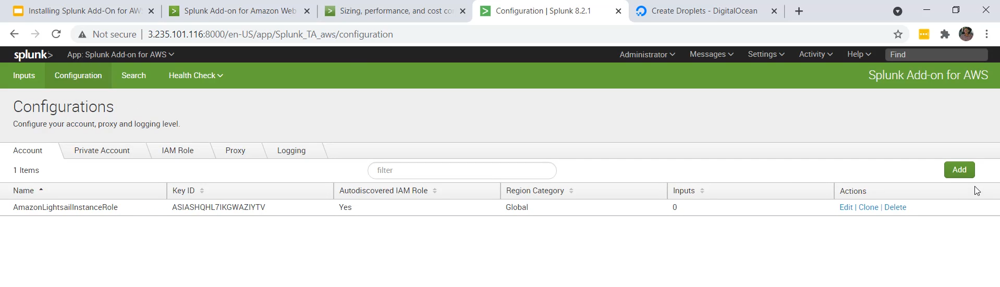 Installing Splunk Add-On for AW
Splunk Add-on for Amazon Web
Sizing, performance, and cost co
Configuration | Splunk 8.2.1
Create Droplets - DigitalOcean
Not secure | 3.235.101.116:8000/en-US/app/Splunk_TA_aws/configuration
splunk> App: Splunk Add-on for AWS Administrator Messages Settings Activity Help Find
Inputs Configuration Search Health Check Splunk Add-on for AWS
Configurations
Configure your account, proxy and logging level.
Account Private Account IAM Role Proxy Logging
1 Items filter Add
Name Key ID Autodiscovered IAM Role Region Category Inputs Actions
AmazonLightsailInstanceRole ASIASHQHL7IKGWAZIYTV Yes Global 0 Edit | Clone | Delete